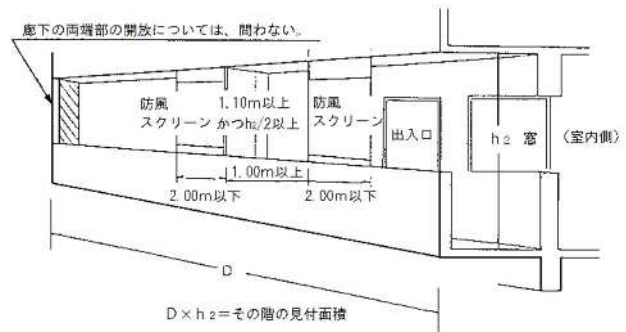 廊下の両端部の開放については、問わない。
防風
スクリーン
1.10m以上
かつh2/2以上
防風
スクリーン
出入口
h2 窓 (室内側)
1.00m以上
2.00m以下
2.00m以下
D
D×h2=その階の見付面積